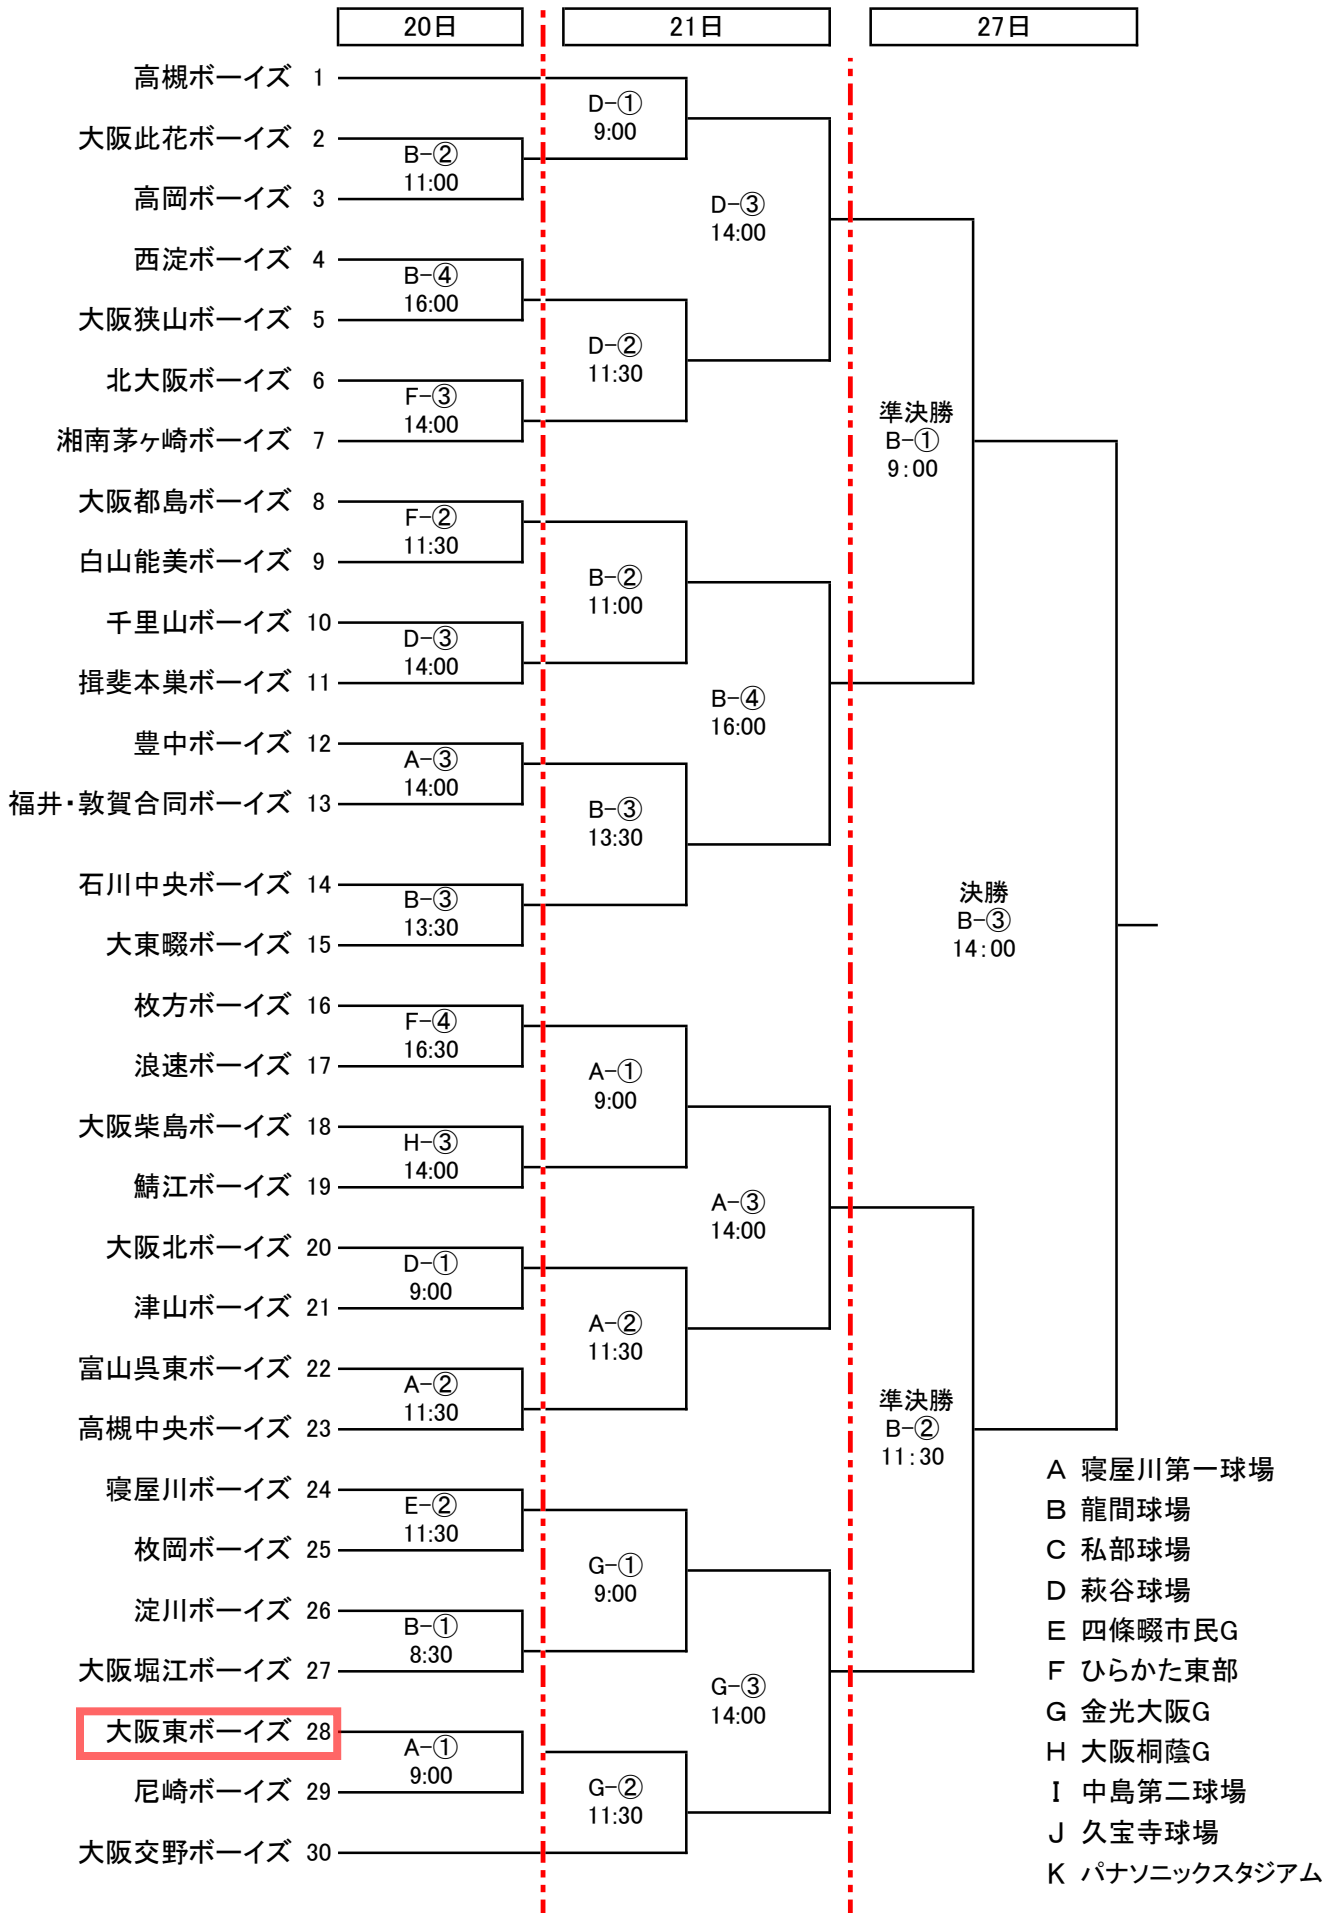 20日
21日
27日
高槻ボーイズ 1
大阪此花ボーイズ 2
高岡ボーイズ 3
西淀ボーイズ 4
大阪狭山ボーイズ 5
北大阪ボーイズ 6
湘南茅ヶ崎ボーイズ 7
大阪都島ボーイズ 8
白山能美ボーイズ 9
千里山ボーイズ 10
揖斐本巣ボーイズ 11
豊中ボーイズ 12
福井・敦賀合同ボーイズ 13
石川中央ボーイズ 14
大東畷ボーイズ 15
枚方ボーイズ 16
浪速ボーイズ 17
大阪柴島ボーイズ 18
鯖江ボーイズ 19
大阪北ボーイズ 20
津山ボーイズ 21
富山呉東ボーイズ 22
高槻中央ボーイズ 23
寝屋川ボーイズ 24
枚岡ボーイズ 25
淀川ボーイズ 26
大阪堀江ボーイズ 27
大阪東ボーイズ 28
尼崎ボーイズ 29
大阪交野ボーイズ 30
B-②
11:00
B-④
16:00
F-③
14:00
F-②
11:30
D-③
14:00
A-③
14:00
B-③
13:30
F-④
16:30
H-③
14:00
D-①
9:00
A-②
11:30
E-②
11:30
B-①
8:30
A-①
9:00
D-①
9:00
D-②
11:30
B-②
11:00
B-③
13:30
A-①
9:00
A-②
11:30
G-①
9:00
G-②
11:30
D-③
14:00
B-④
16:00
A-③
14:00
G-③
14:00
準決勝
B-①
9:00
準決勝
B-②
11:30
決勝
B-③
14:00
A 寝屋川第一球場
B 龍間球場
C 私部球場
D 萩谷球場
E 四條畷市民G
F ひらかた東部
G 金光大阪G
H 大阪桐蔭G
I 中島第二球場
J 久宝寺球場
K パナソニックスタジアム